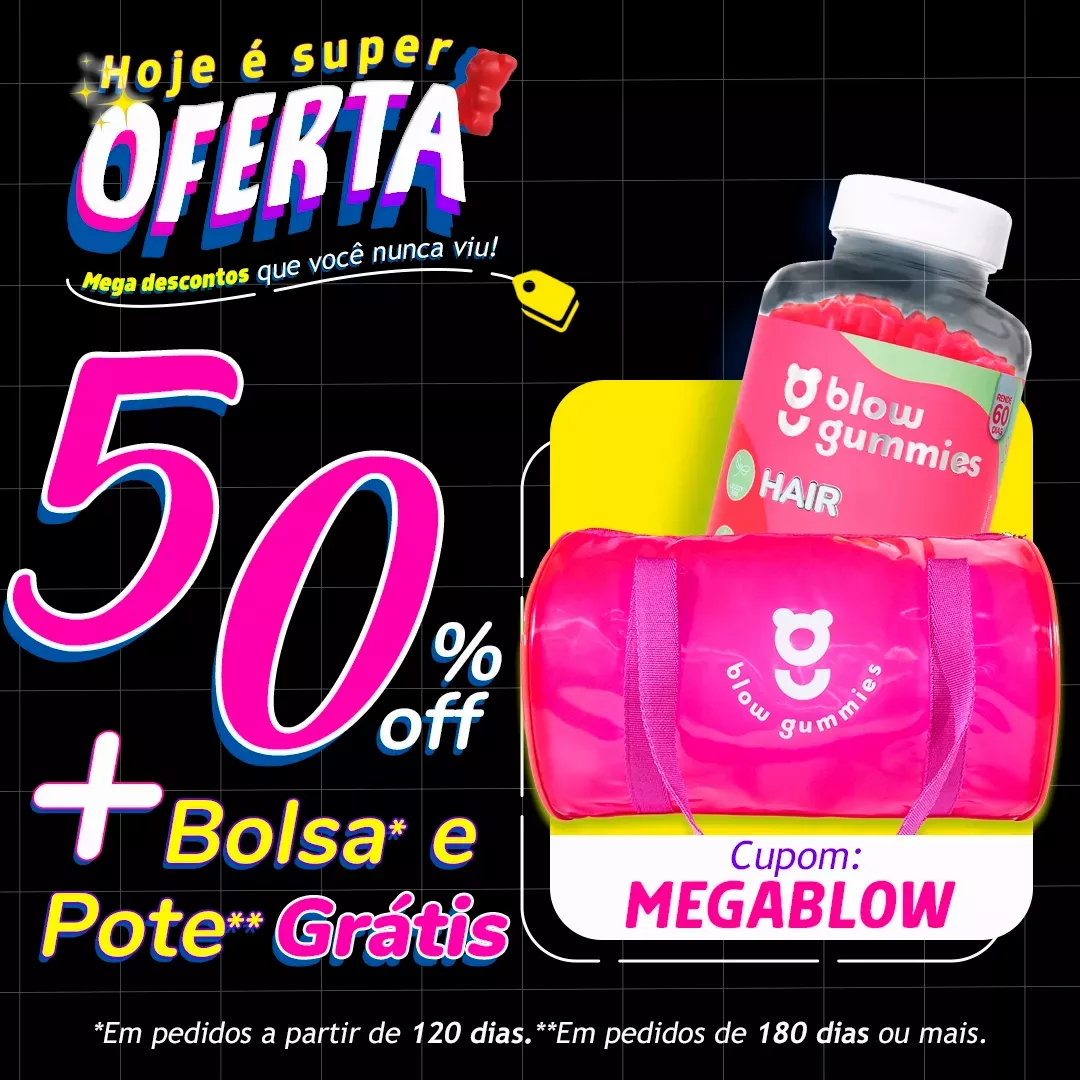 Hoje é super
OFERTA
Mega descontos que você nunca viu!
50
%
off
+ Bolsa* e
Pote** Grátis
blow
gummies
HAIR
RENDE
60
DIAS
blow gummies
Cupom:
MEGABLOW
*Em pedidos a partir de 120 dias.**Em pedidos de 180 dias ou mais.